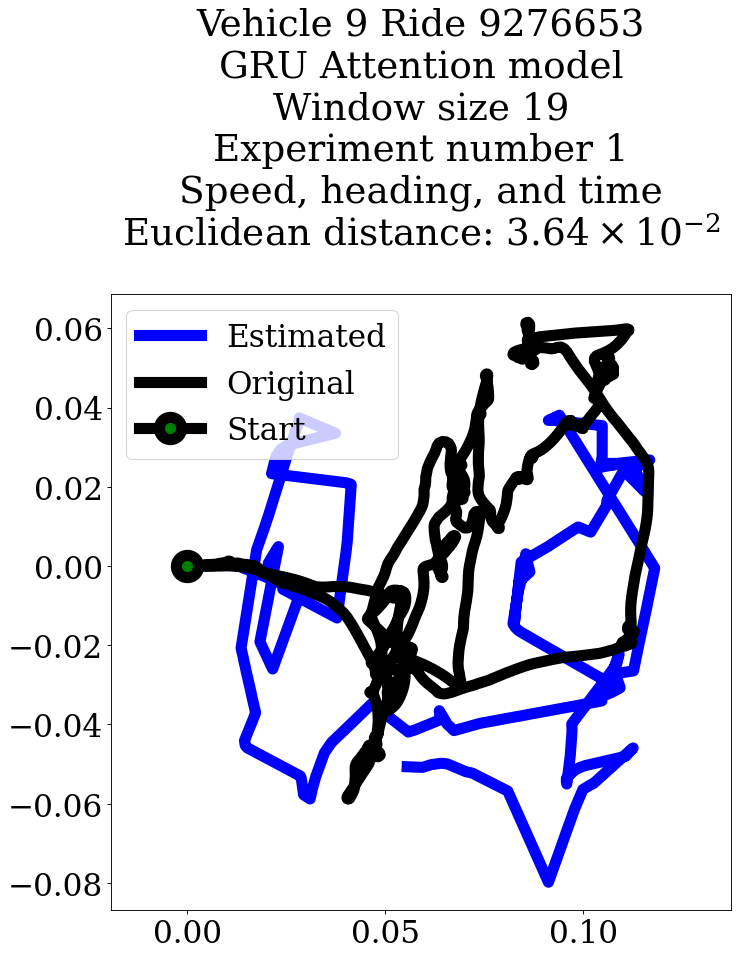 Vehicle 9 Ride 9276653
GRU Attention model
Window size 19
Experiment number 1
Speed, heading, and time
Euclidean distance: 3.64 × 10⁻²
Estimated
Original
Start
0.06
0.04
0.02
0.00
−0.02
−0.04
−0.06
−0.08
0.00 0.05 0.10